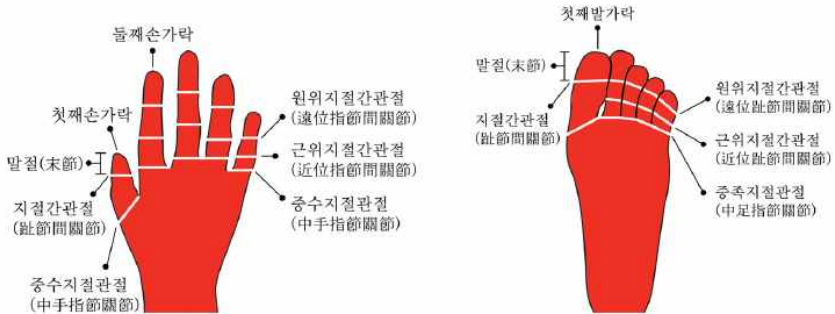 둘째손가락
첫째손가락
말절(末節)
지절간관절
(趾節間關節)
중수지절관절
(中手指節關節)
원위지절간관절
(遠位指節間關節)
근위지절간관절
(近位指節間關節)
중수지절관절
(中手指節關節)
첫째발가락
말절(末節)
지절간관절
(趾節間關節)
원위지절간관절
(遠位趾節間關節)
근위지절간관절
(近位趾節間關節)
중족지절관절
(中足指節關節)